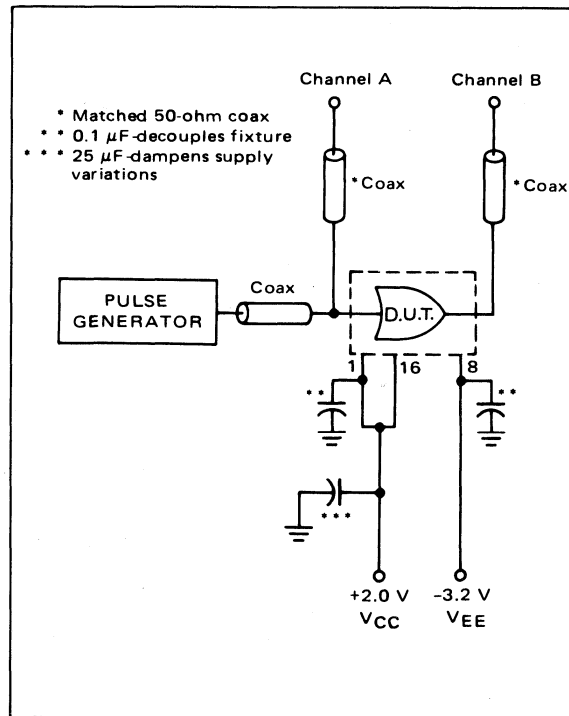 Channel A
Channel B
* Matched 50-ohm coax
* * 0.1 μF-decouples fixture
* * * 25 μF-dampens supply
variations
*Coax
*Coax
Coax
PULSE
GENERATOR
D.U.T.
1
16
8
* *
* *
* * *
+2.0 V
VCC
-3.2 V
VEE